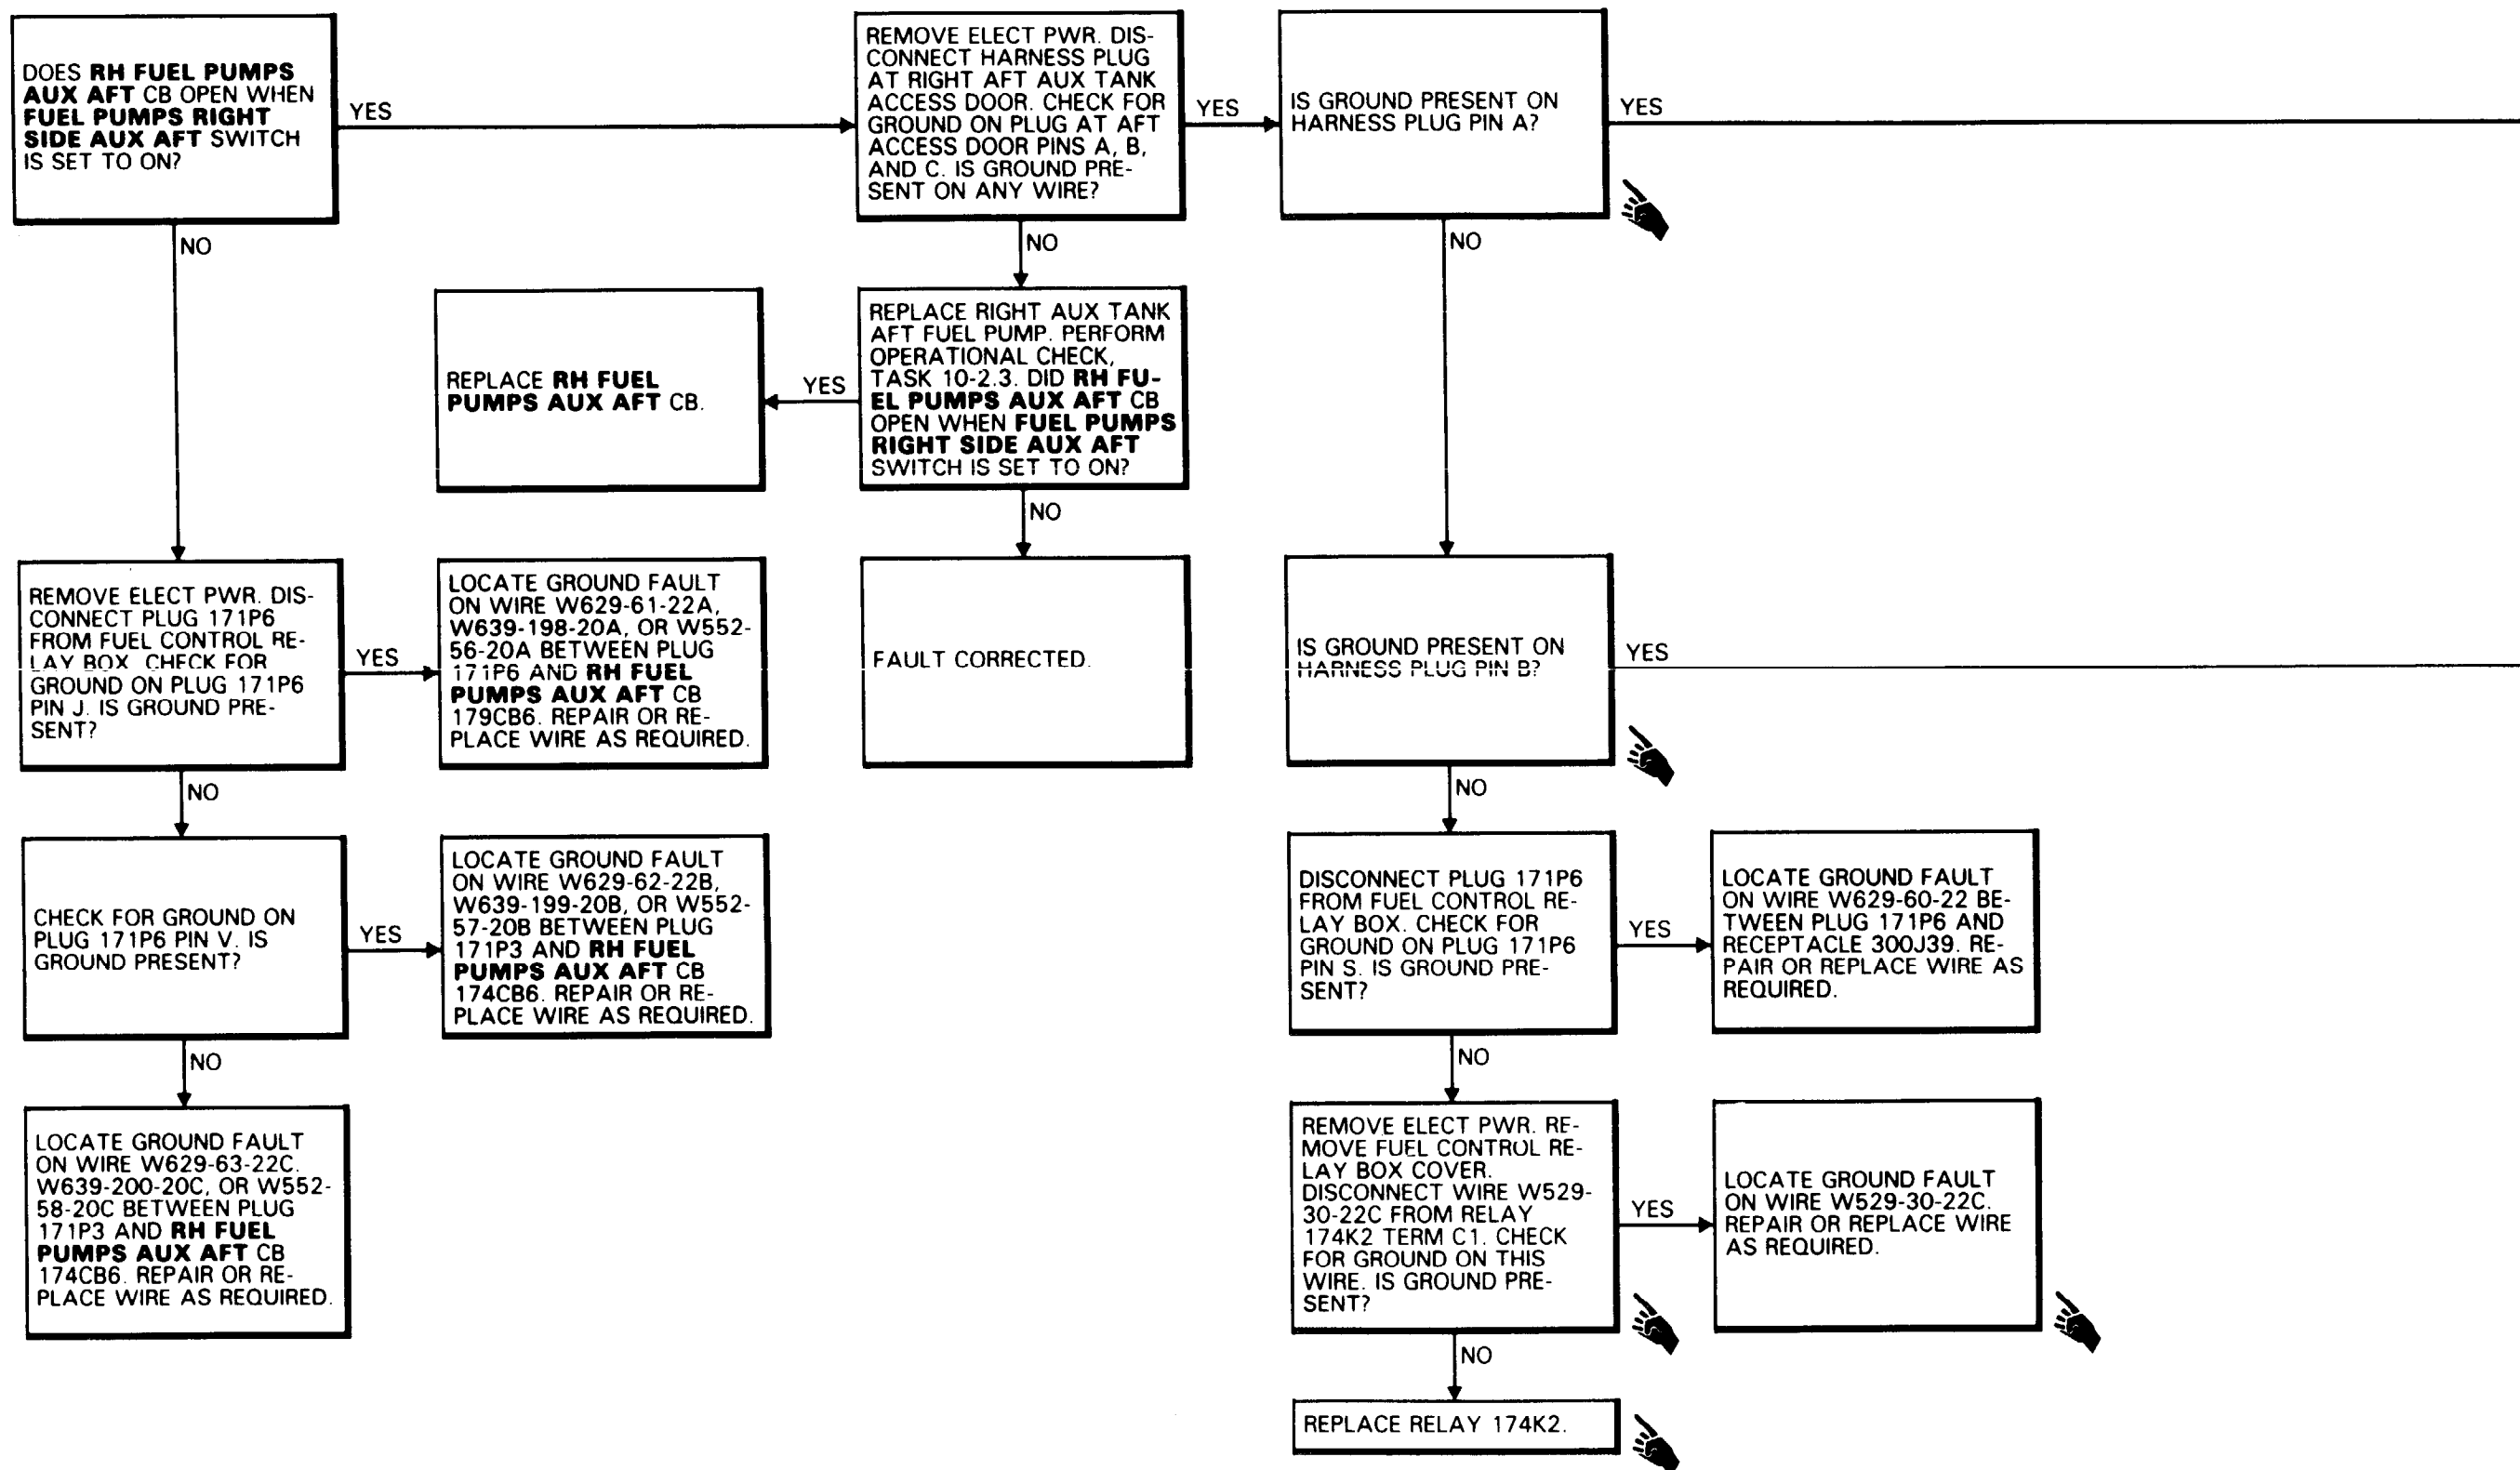 DOES RH FUEL PUMPS
AUX AFT CB OPEN WHEN
FUEL PUMPS RIGHT
SIDE AUX AFT SWITCH
IS SET TO ON?
YES
REMOVE ELECT PWR. DIS-
CONNECT HARNESS PLUG
AT RIGHT AFT AUX TANK
ACCESS DOOR. CHECK FOR
GROUND ON PLUG AT AFT
ACCESS DOOR PINS A, B,
AND C. IS GROUND PRE-
SENT ON ANY WIRE?
YES
IS GROUND PRESENT ON
HARNESS PLUG PIN A?
YES
NO
NO
NO
REPLACE RH FUEL
PUMPS AUX AFT CB.
YES
REPLACE RIGHT AUX TANK
AFT FUEL PUMP. PERFORM
OPERATIONAL CHECK,
TASK 10-2.3. DID RH FU-
EL PUMPS AUX AFT CB
OPEN WHEN FUEL PUMPS
RIGHT SIDE AUX AFT
SWITCH IS SET TO ON?
NO
REMOVE ELECT PWR. DIS-
CONNECT PLUG 171P6
FROM FUEL CONTROL RE-
LAY BOX. CHECK FOR
GROUND ON PLUG 171P6
PIN J. IS GROUND PRE-
SENT?
YES
LOCATE GROUND FAULT
ON WIRE W629-61-22A,
W639-198-20A, OR W552-
56-20A BETWEEN PLUG
171P6 AND RH FUEL
PUMPS AUX AFT CB
179CB6. REPAIR OR RE-
PLACE WIRE AS REQUIRED.
FAULT CORRECTED.
IS GROUND PRESENT ON
HARNESS PLUG PIN B?
YES
NO
NO
CHECK FOR GROUND ON
PLUG 171P6 PIN V. IS
GROUND PRESENT?
YES
LOCATE GROUND FAULT
ON WIRE W629-62-22B,
W639-199-20B, OR W552-
57-20B BETWEEN PLUG
171P3 AND RH FUEL
PUMPS AUX AFT CB
174CB6. REPAIR OR RE-
PLACE WIRE AS REQUIRED.
DISCONNECT PLUG 171P6
FROM FUEL CONTROL RE-
LAY BOX. CHECK FOR
GROUND ON PLUG 171P6
PIN S. IS GROUND PRE-
SENT?
YES
LOCATE GROUND FAULT
ON WIRE W629-60-22 BE-
TWEEN PLUG 171P6 AND
RECEPTACLE 300J39. RE-
PAIR OR REPLACE WIRE AS
REQUIRED.
NO
NO
LOCATE GROUND FAULT
ON WIRE W629-63-22C.
W639-200-20C, OR W552-
58-20C BETWEEN PLUG
171P3 AND RH FUEL
PUMPS AUX AFT CB
174CB6. REPAIR OR RE-
PLACE WIRE AS REQUIRED.
REMOVE ELECT PWR. RE-
MOVE FUEL CONTROL RE-
LAY BOX COVER.
DISCONNECT WIRE W529-
30-22C FROM RELAY
174K2 TERM C1. CHECK
FOR GROUND ON THIS
WIRE. IS GROUND PRE-
SENT?
YES
LOCATE GROUND FAULT
ON WIRE W529-30-22C.
REPAIR OR REPLACE WIRE
AS REQUIRED.
NO
REPLACE RELAY 174K2.